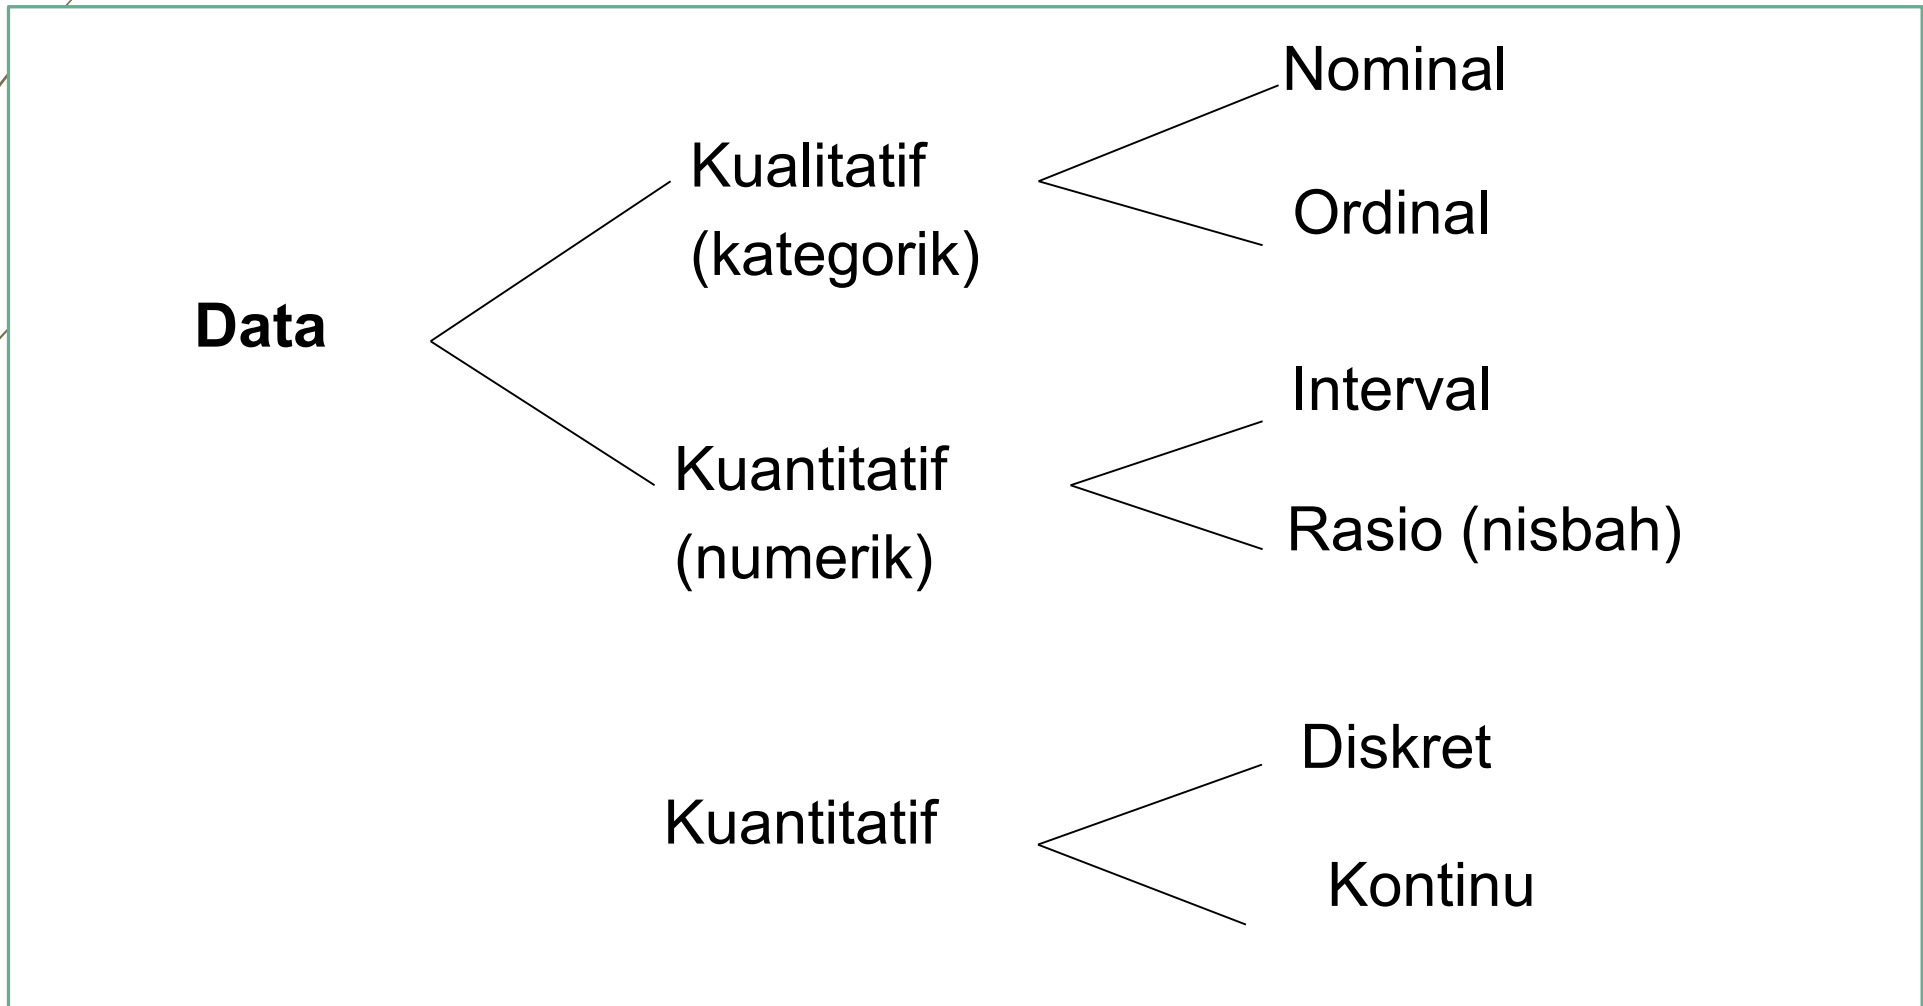 Nominal
Kualitatif
(kategorik)
Ordinal
Data
Interval
Kuantitatif
(numerik)
Rasio (nisbah)
Diskret
Kuantitatif
Kontinu